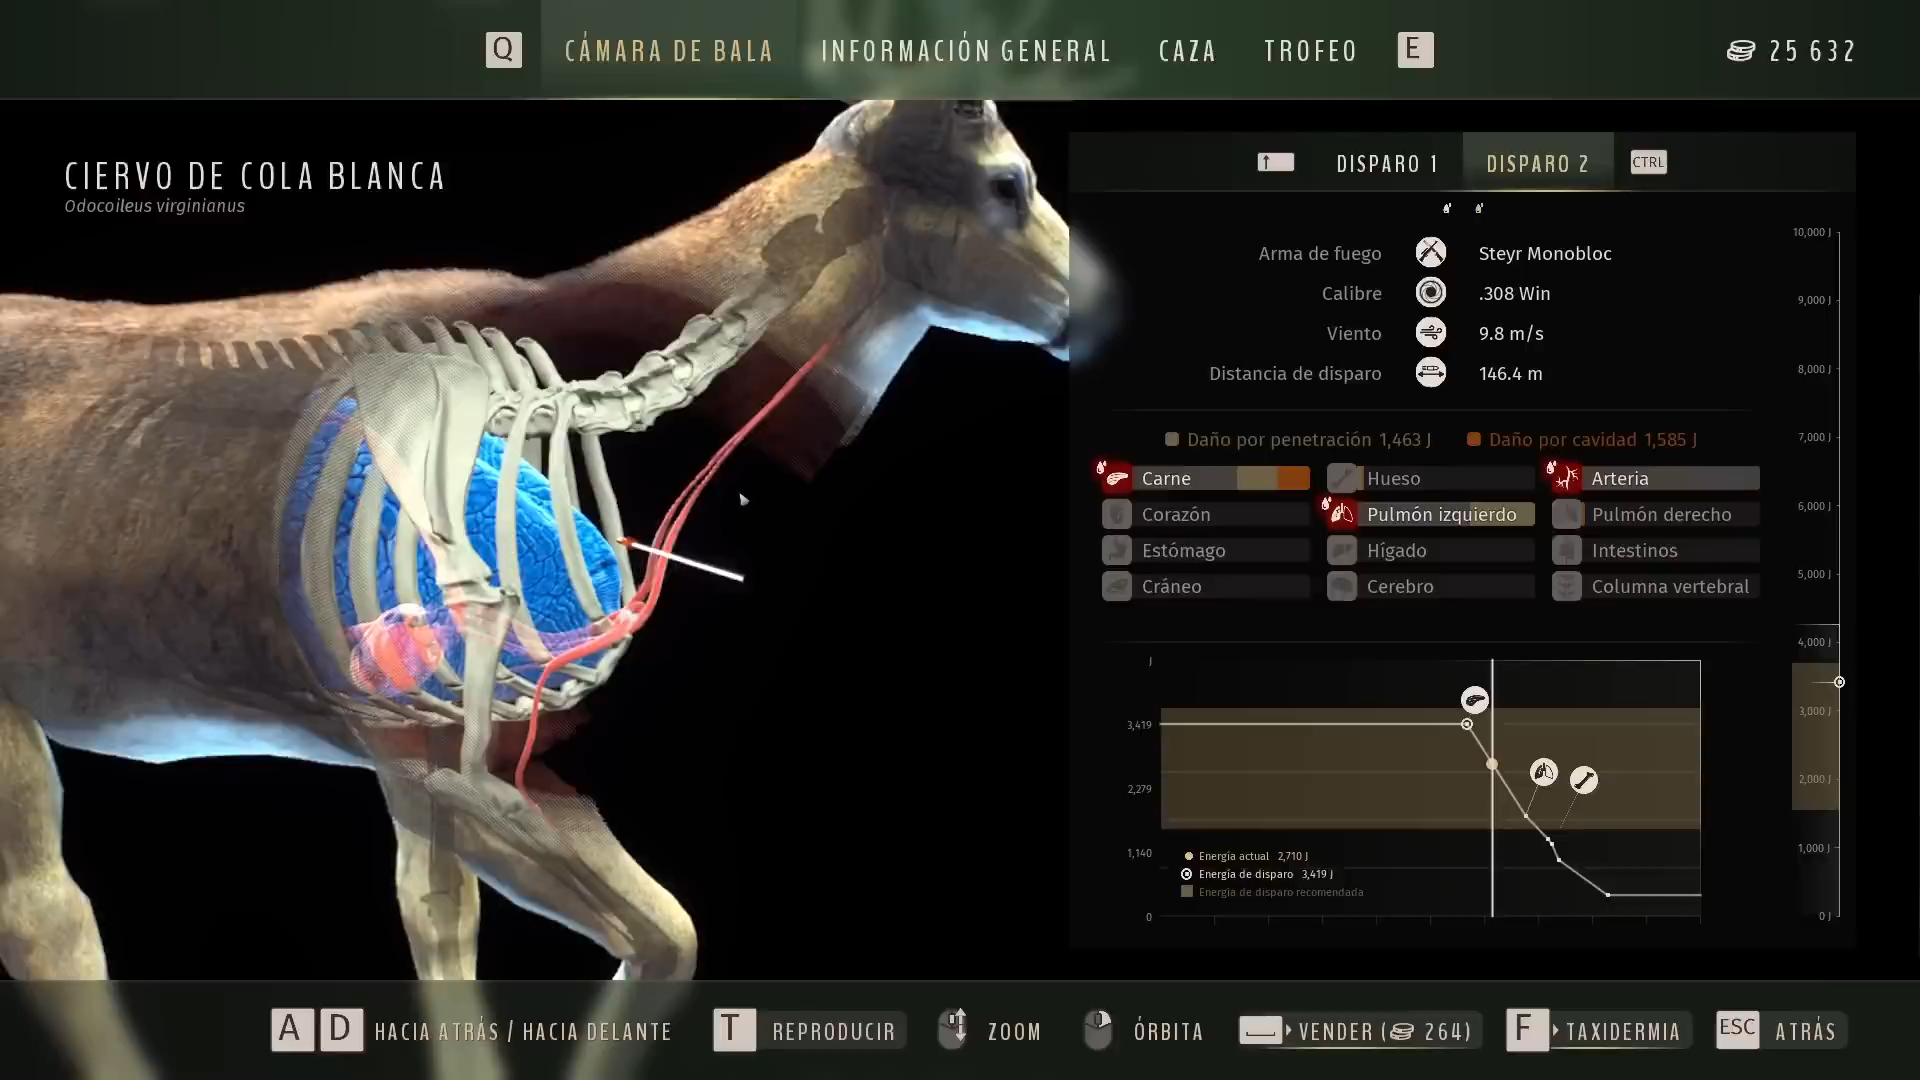 Q CÁMARA DE BALA INFORMACIÓN GENERAL CAZA TROFEO E 25 632
CIERVO DE COLA BLANCA
Odocoileus virginianus
DISPARO 1 DISPARO 2 CTRL
Arma de fuego Steyr Monobloc
Calibre .308 Win
Viento 9.8 m/s
Distancia de disparo 146.4 m
Daño por penetración 1,463 J Daño por cavidad 1,585 J
Carne Hueso Arteria
Corazón Pulmón izquierdo Pulmón derecho
Estómago Hígado Intestinos
Cráneo Cerebro Columna vertebral
10,000 J
9,000 J
8,000 J
7,000 J
6,000 J
5,000 J
4,000 J
3,000 J
2,000 J
1,000 J
0 J
J
3,419
2,279
1,140
0
Energía actual 2,710 J
Energía de disparo 3,419 J
Energía de disparo recomendada
A D HACIA ATRÁS / HACIA DELANTE T REPRODUCIR ZOOM ÓRBITA VENDER ( 264) F TAXIDERMIA ESC ATRÁS